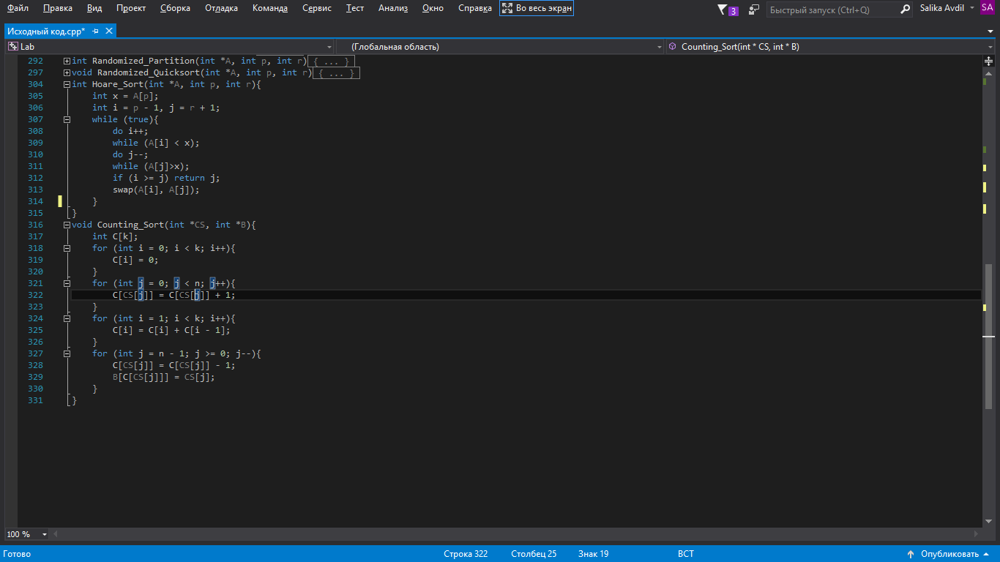 Файл Правка Вид Проект Сборка Отладка Команда Сервис Тест Анализ Окно Справка Во весь экран 3 Быстрый запуск (Ctrl+Q) Salika Avdil SA
Исходный код.cpp*
Lab (Глобальная область) Counting_Sort(int * CS, int * B)
292 int Randomized_Partition(int *A, int p, int r){ ... }
297 void Randomized_Quicksort(int *A, int p, int r){ ... }
304 int Hoare_Sort(int *A, int p, int r){
305 int x = A[p];
306 int i = p - 1, j = r + 1;
307 while (true){
308 do i++;
309 while (A[i] < x);
310 do j--;
311 while (A[j]>x);
312 if (i >= j) return j;
313 swap(A[i], A[j]);
314 }
315 }
316 void Counting_Sort(int *CS, int *B){
317 int C[k];
318 for (int i = 0; i < k; i++){
319 C[i] = 0;
320 }
321 for (int j = 0; j < n; j++){
322 C[CS[j]] = C[CS[j]] + 1;
323 }
324 for (int i = 1; i < k; i++){
325 C[i] = C[i] + C[i - 1];
326 }
327 for (int j = n - 1; j >= 0; j--){
328 C[CS[j]] = C[CS[j]] - 1;
329 B[C[CS[j]]] = CS[j];
330 }
331 }
100 %
Готово Строка 322 Столбец 25 Знак 19 ВСТ Опубликовать